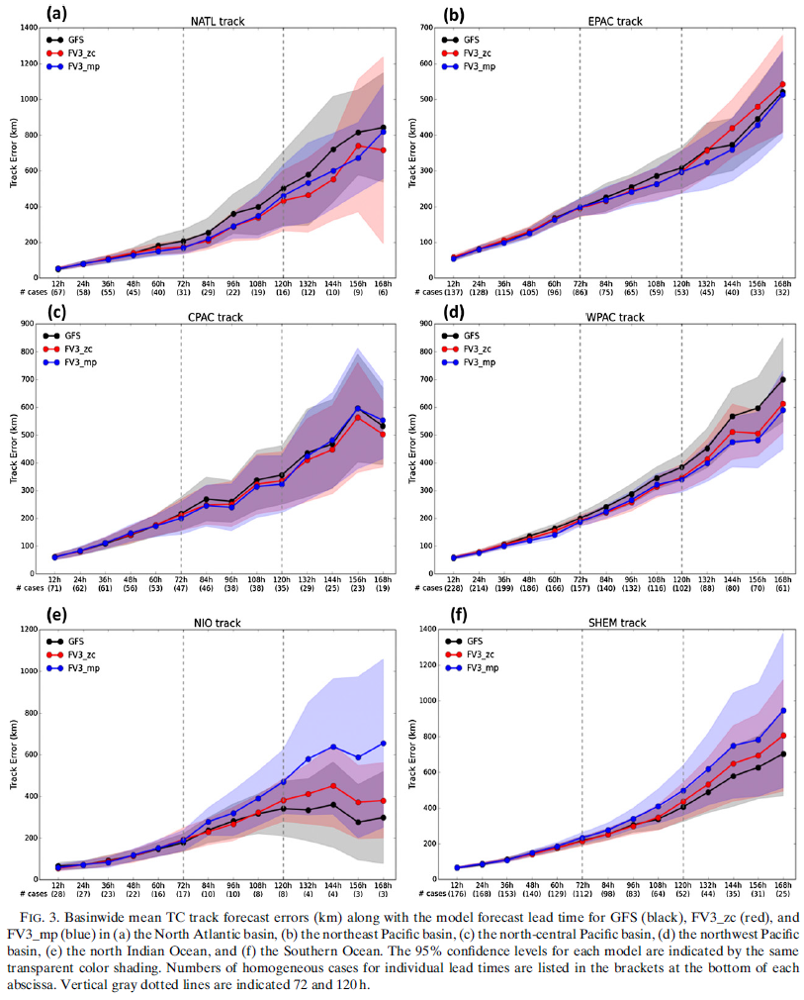 (a)
NATL track
GFS
FV3_zc
FV3_mp
Track Error (km)
1400
1200
1000
800
600
400
200
0
12h 24h 36h 48h 60h 72h 84h 96h 108h 120h 132h 144h 156h 168h
# cases (67) (58) (55) (45) (40) (31) (29) (22) (19) (16) (12) (10) (9) (6)
(b)
EPAC track
GFS
FV3_zc
FV3_mp
Track Error (km)
700
600
500
400
300
200
100
0
12h 24h 36h 48h 60h 72h 84h 96h 108h 120h 132h 144h 156h 168h
# cases (137) (128) (115) (105) (96) (86) (75) (65) (59) (53) (45) (40) (33) (32)
(c)
CPAC track
GFS
FV3_zc
FV3_mp
Track Error (km)
900
800
700
600
500
400
300
200
100
0
12h 24h 36h 48h 60h 72h 84h 96h 108h 120h 132h 144h 156h 168h
# cases (71) (62) (61) (56) (53) (47) (46) (38) (38) (35) (29) (25) (23) (19)
(d)
WPAC track
GFS
FV3_zc
FV3_mp
Track Error (km)
900
800
700
600
500
400
300
200
100
0
12h 24h 36h 48h 60h 72h 84h 96h 108h 120h 132h 144h 156h 168h
# cases (228) (214) (199) (186) (166) (157) (140) (132) (116) (102) (88) (80) (70) (61)
(e)
NIO track
GFS
FV3_zc
FV3_mp
Track Error (km)
1200
1000
800
600
400
200
0
12h 24h 36h 48h 60h 72h 84h 96h 108h 120h 132h 144h 156h 168h
# cases (28) (27) (23) (22) (16) (17) (10) (10) (8) (8) (4) (4) (3) (3)
(f)
SHEM track
GFS
FV3_zc
FV3_mp
Track Error (km)
1400
1200
1000
800
600
400
200
0
12h 24h 36h 48h 60h 72h 84h 96h 108h 120h 132h 144h 156h 168h
# cases (176) (168) (153) (140) (129) (112) (98) (83) (64) (52) (44) (35) (31) (25)
FIG. 3. Basinwide mean TC track forecast errors (km) along with the model forecast lead time for GFS (black), FV3_zc (red), and
FV3_mp (blue) in (a) the North Atlantic basin, (b) the northeast Pacific basin, (c) the north-central Pacific basin, (d) the northwest Pacific
basin, (e) the north Indian Ocean, and (f) the Southern Ocean. The 95% confidence levels for each model are indicated by the same
transparent color shading. Numbers of homogeneous cases for individual lead times are listed in the brackets at the bottom of each
abscissa. Vertical gray dotted lines are indicated 72 and 120 h.